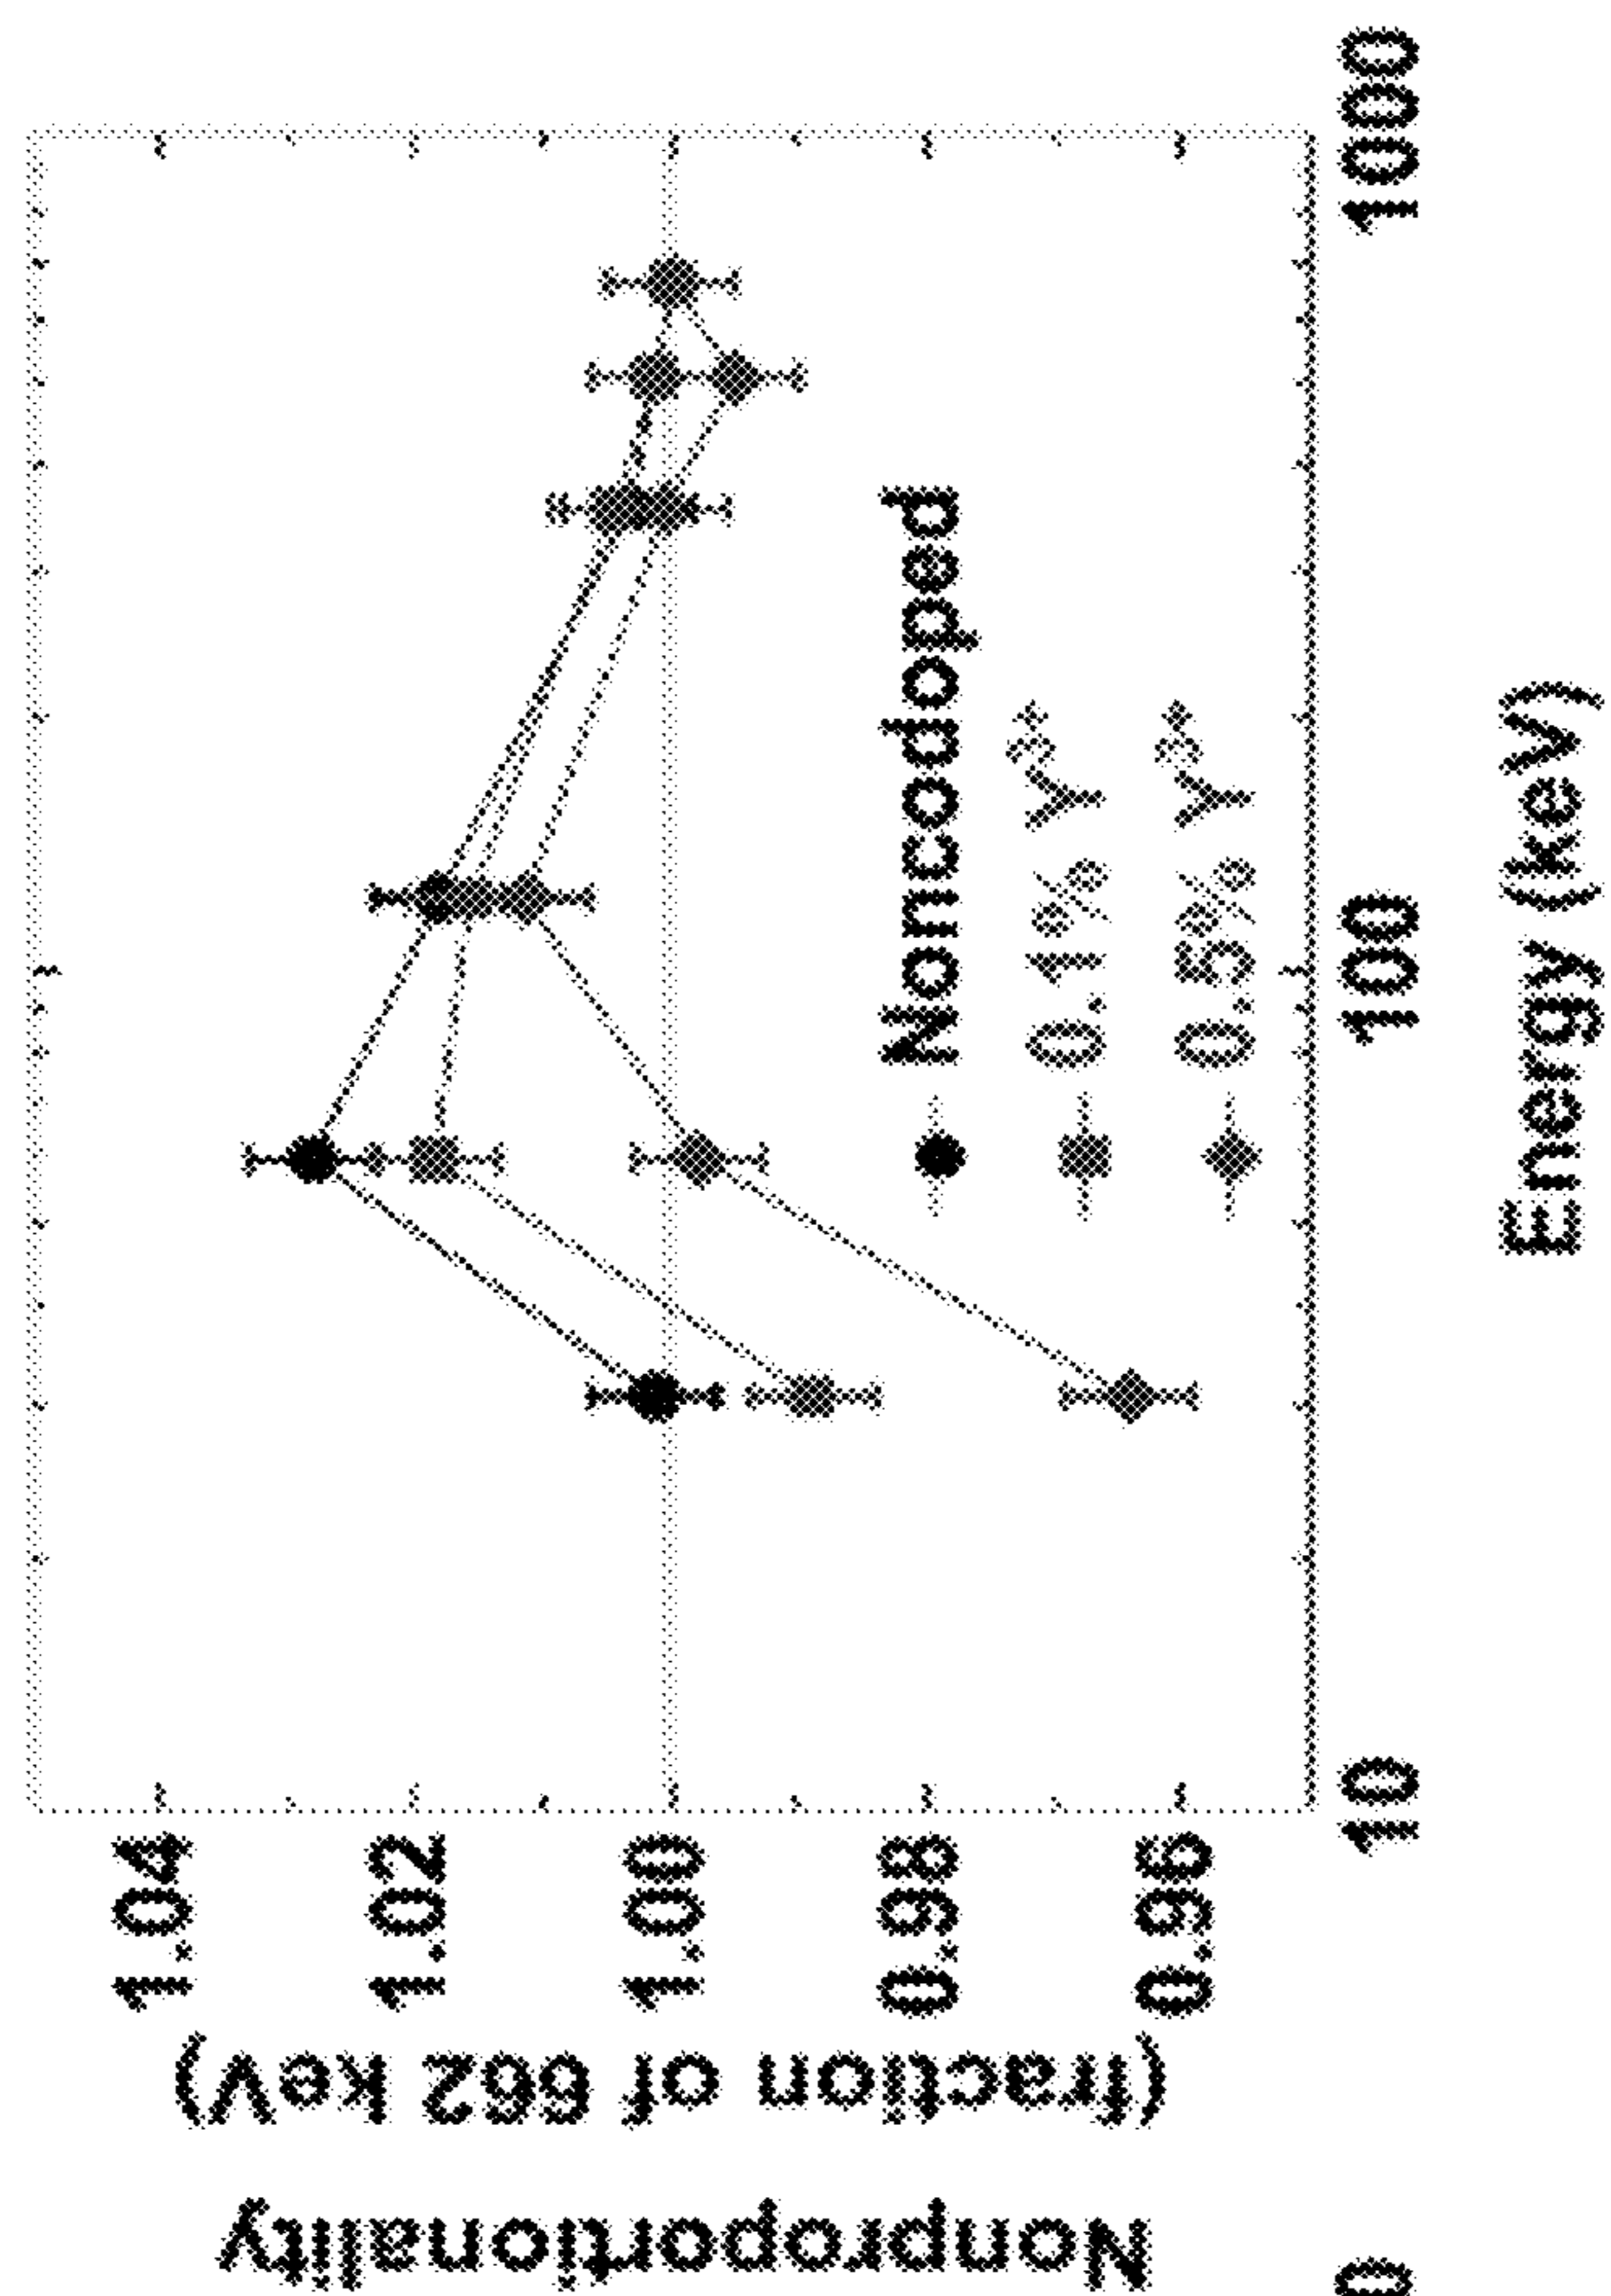 Nonproportionality
(fraction of 662 keV)
1.04
1.02
1.00
0.98
0.96
Noncodoped
0.1% Y3+
0.5% Y3+
10
100
1000
Energy (keV)
0